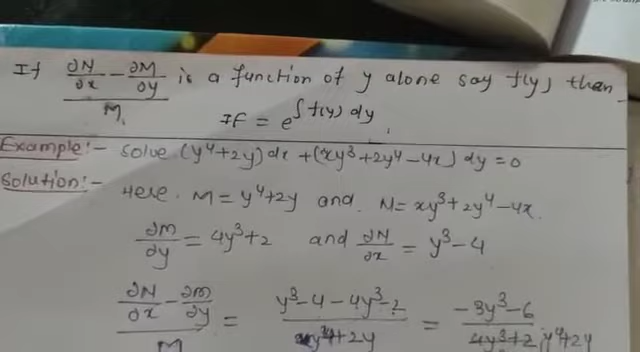 If ∂N/∂x - ∂M/∂y / M is a function of y alone say f(y) then
IF = e^∫f(y) dy
Example:- solve (y⁴+2y) dx + (xy³+2y⁴-4x) dy = 0
Solution:- Here. M = y⁴+2y and N = xy³+2y⁴-4x.
∂M/∂y = 4y³+2 and ∂N/∂x = y³-4
∂N/∂x - ∂M/∂y / M = y³-4-4y³-2 / y⁴+2y = -3y³-6 / y⁴+2y